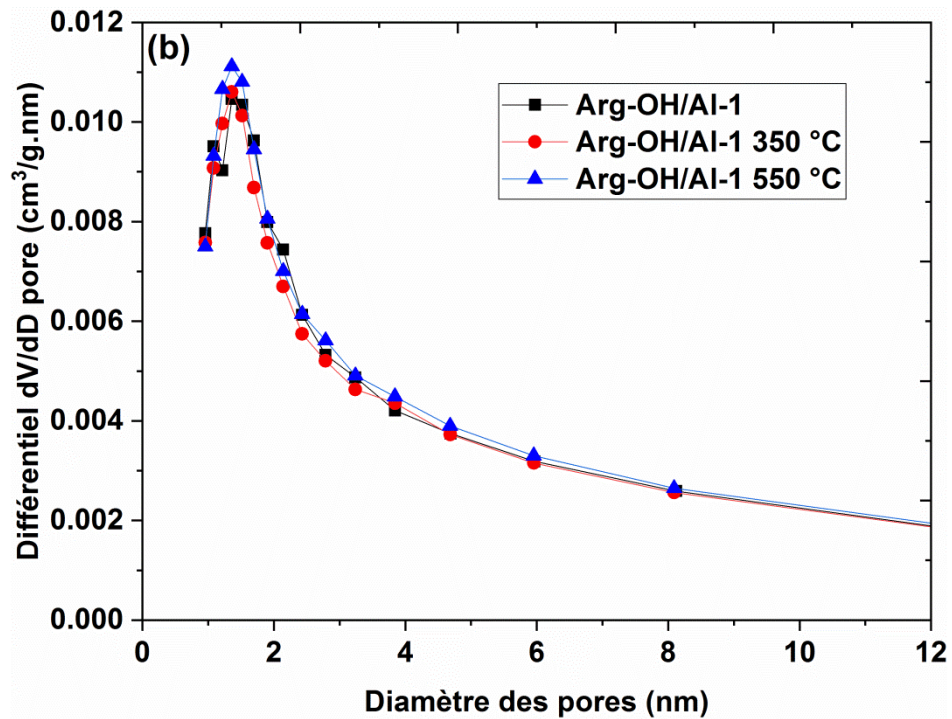 (b)
Arg-OH/Al-1
Arg-OH/Al-1 350 °C
Arg-OH/Al-1 550 °C
Différentiel dV/dD pore (cm³/g.nm)
0.012
0.010
0.008
0.006
0.004
0.002
0.000
0 2 4 6 8 10 12
Diamètre des pores (nm)